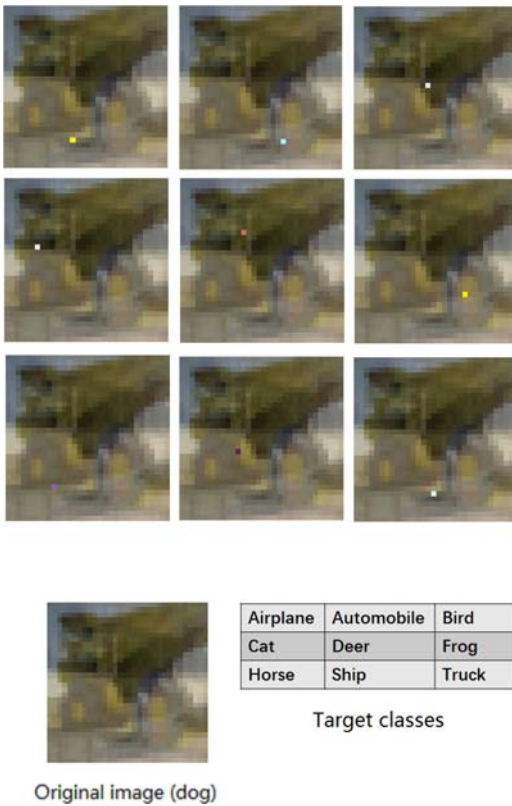 Airplane Automobile Bird
Cat Deer Frog
Horse Ship Truck
Target classes
Original image (dog)